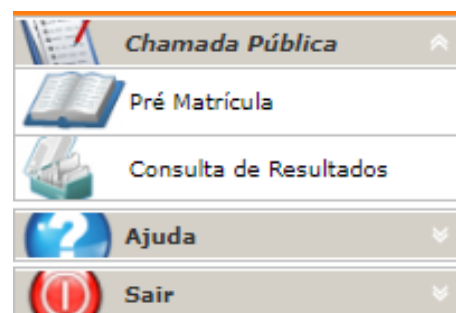 Chamada Pública
Pré Matrícula
Consulta de Resultados
Ajuda
Sair